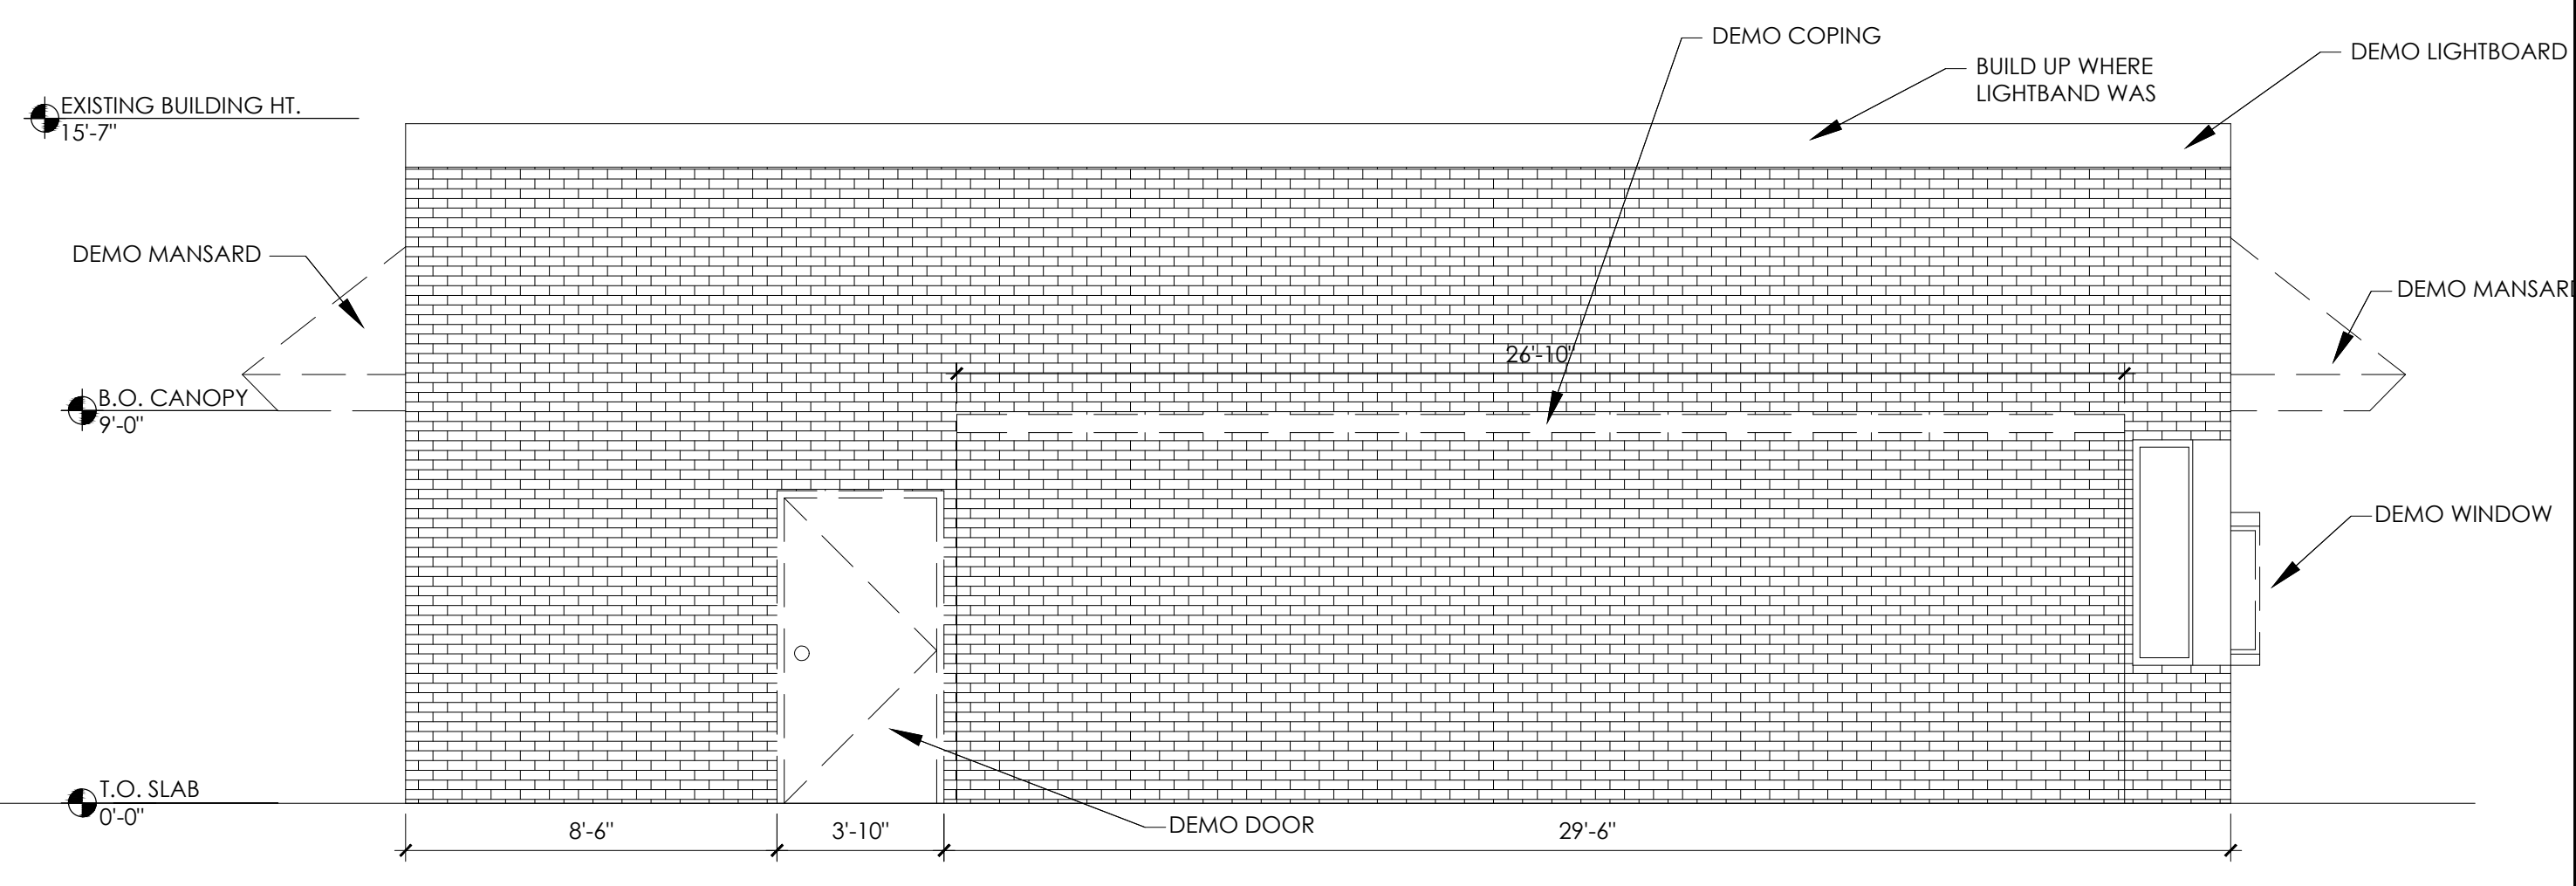 DEMO COPING
BUILD UP WHERE
LIGHTBAND WAS
DEMO LIGHTBOARD
EXISTING BUILDING HT.
15'-7"
DEMO MANSARD
DEMO MANSARD
26'-10"
B.O. CANOPY
9'-0"
DEMO WINDOW
T.O. SLAB
0'-0"
8'-6"
3'-10"
DEMO DOOR
29'-6"